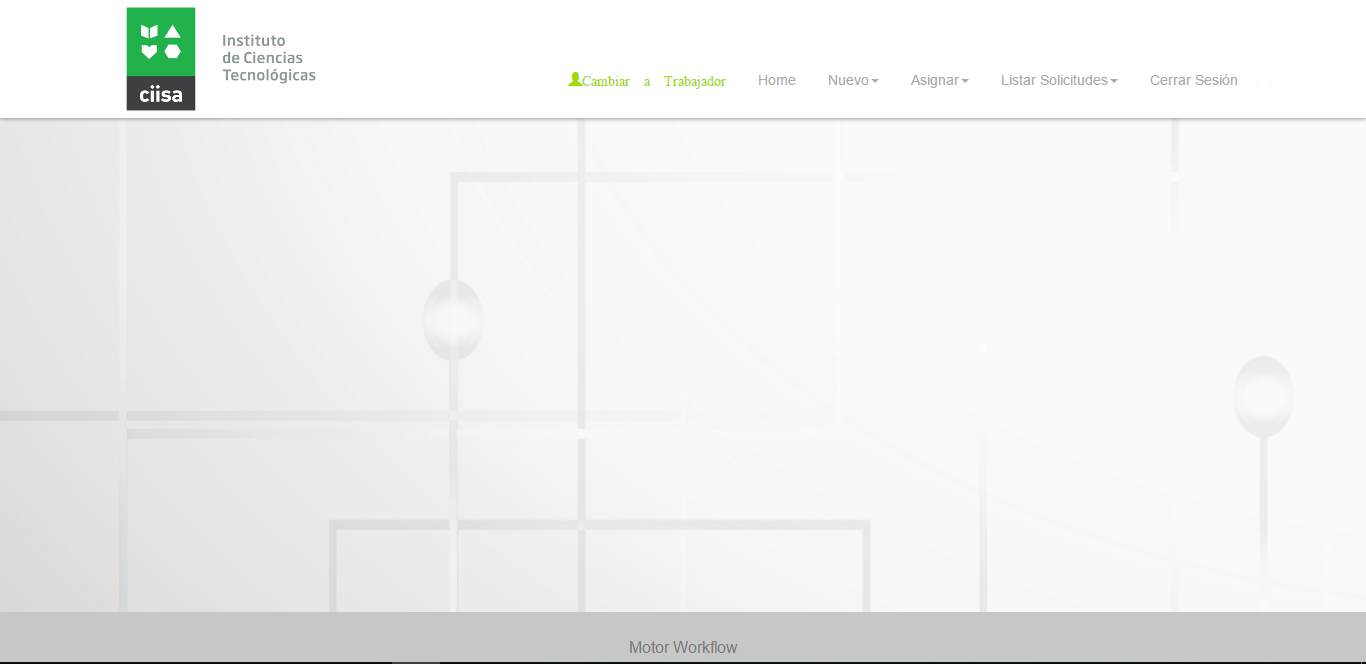 Instituto
de Ciencias
Tecnológicas
ciisa
Cambiar a Trabajador Home Nuevo Asignar Listar Solicitudes Cerrar Sesión
Motor Workflow